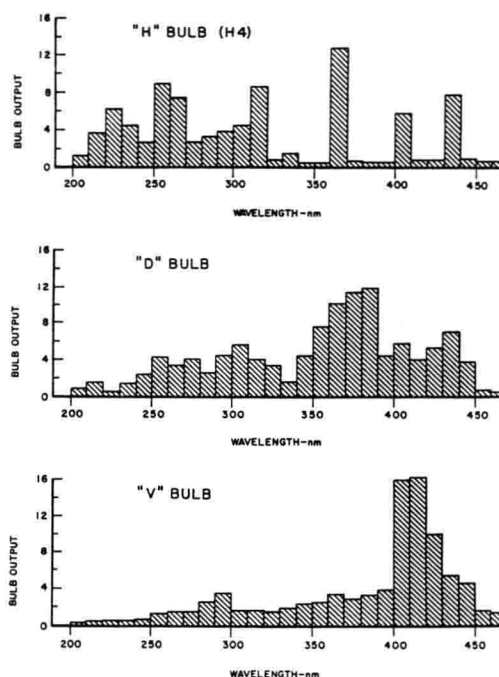 "H" BULB (H4)
BULB OUTPUT
16
12
8
4
0
200 250 300 350 400 450
WAVELENGTH-nm
"D" BULB
BULB OUTPUT
16
12
8
4
0
200 250 300 350 400 450
WAVELENGTH-nm
"V" BULB
BULB OUTPUT
16
12
8
4
0
200 250 300 350 400 450
WAVELENGTH-nm